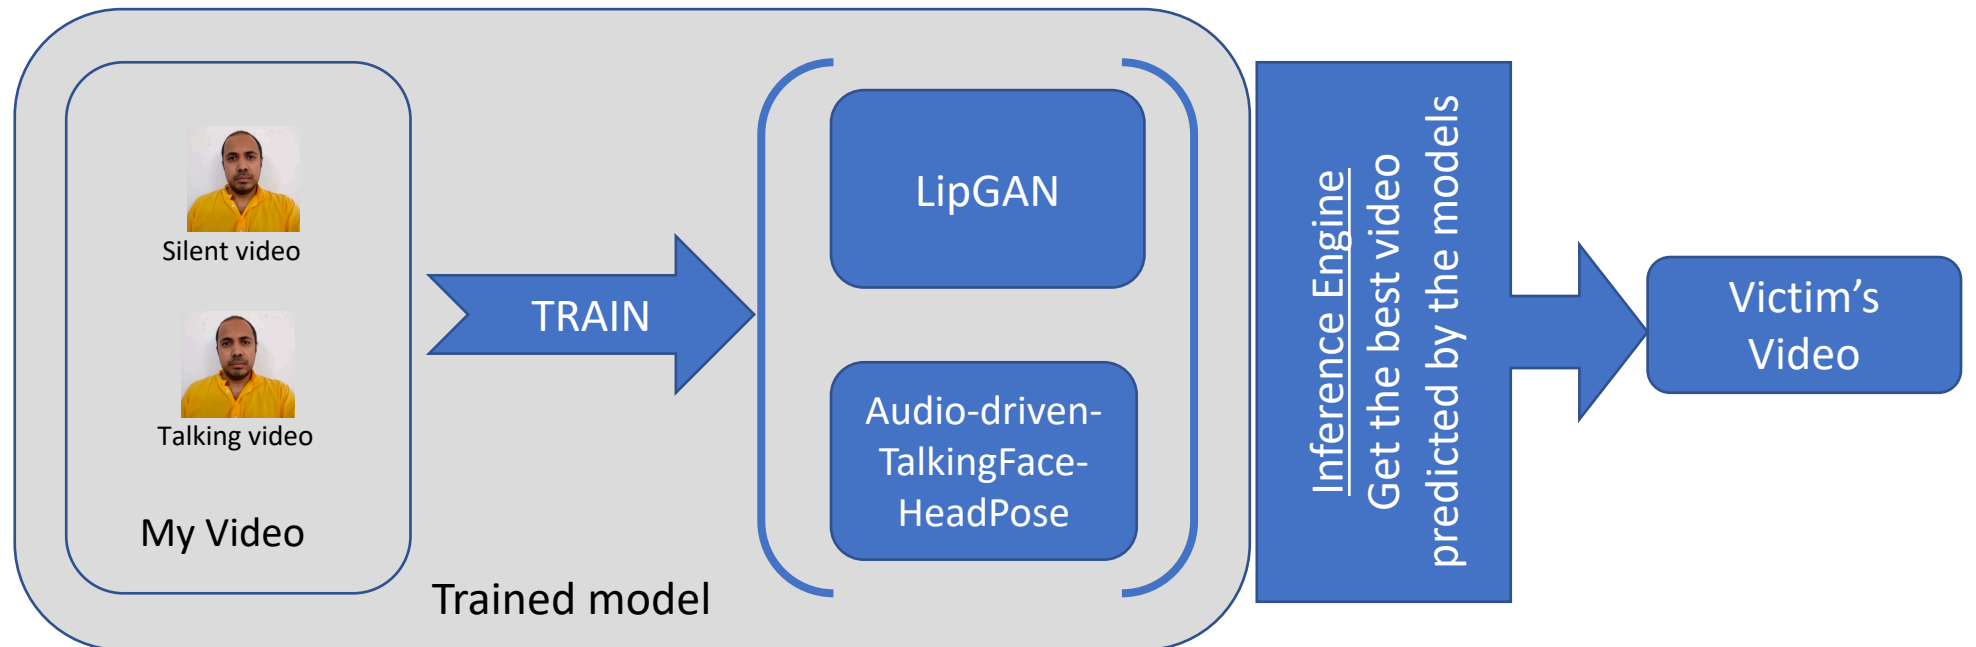 Silent video
Talking video
My Video
TRAIN
Trained model
LipGAN
Audio-driven-
TalkingFace-
HeadPose
Inference Engine
Get the best video
predicted by the models
Victim’s
Video